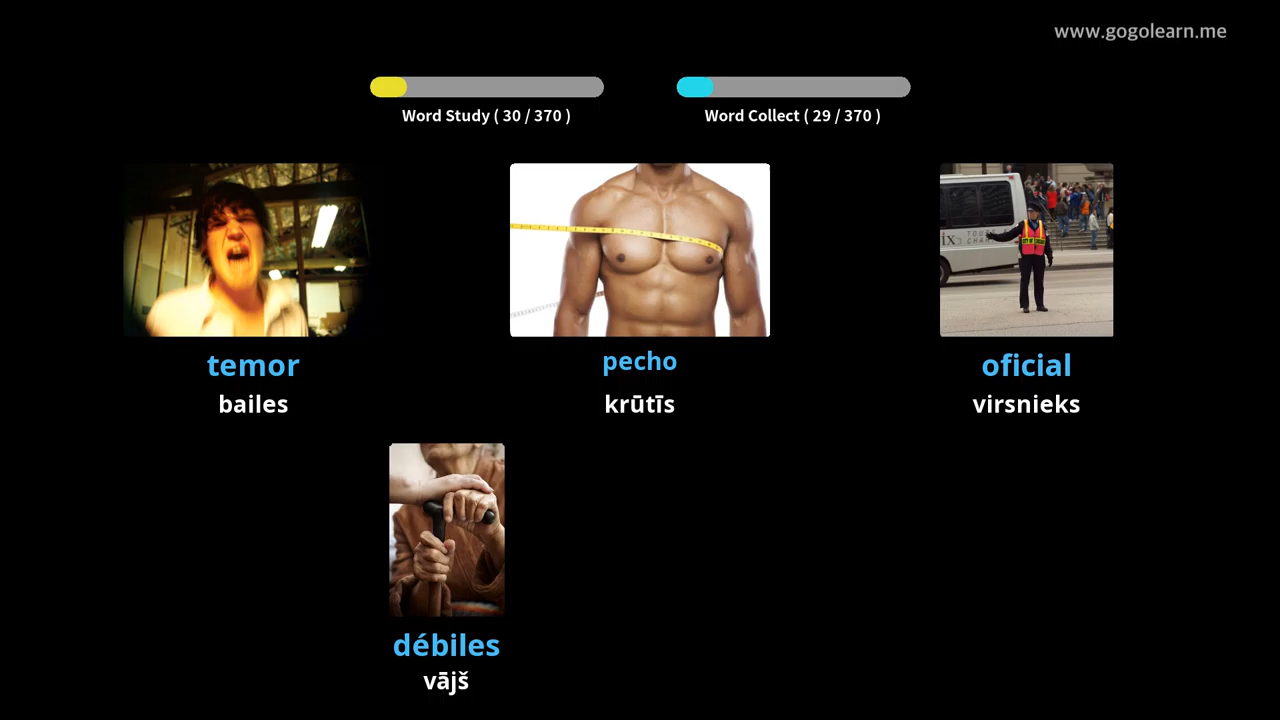 www.gogolearn.me
Word Study ( 30 / 370 )
Word Collect ( 29 / 370 )
temor
bailes
pecho
krūtīs
oficial
virsnieks
débiles
vājš